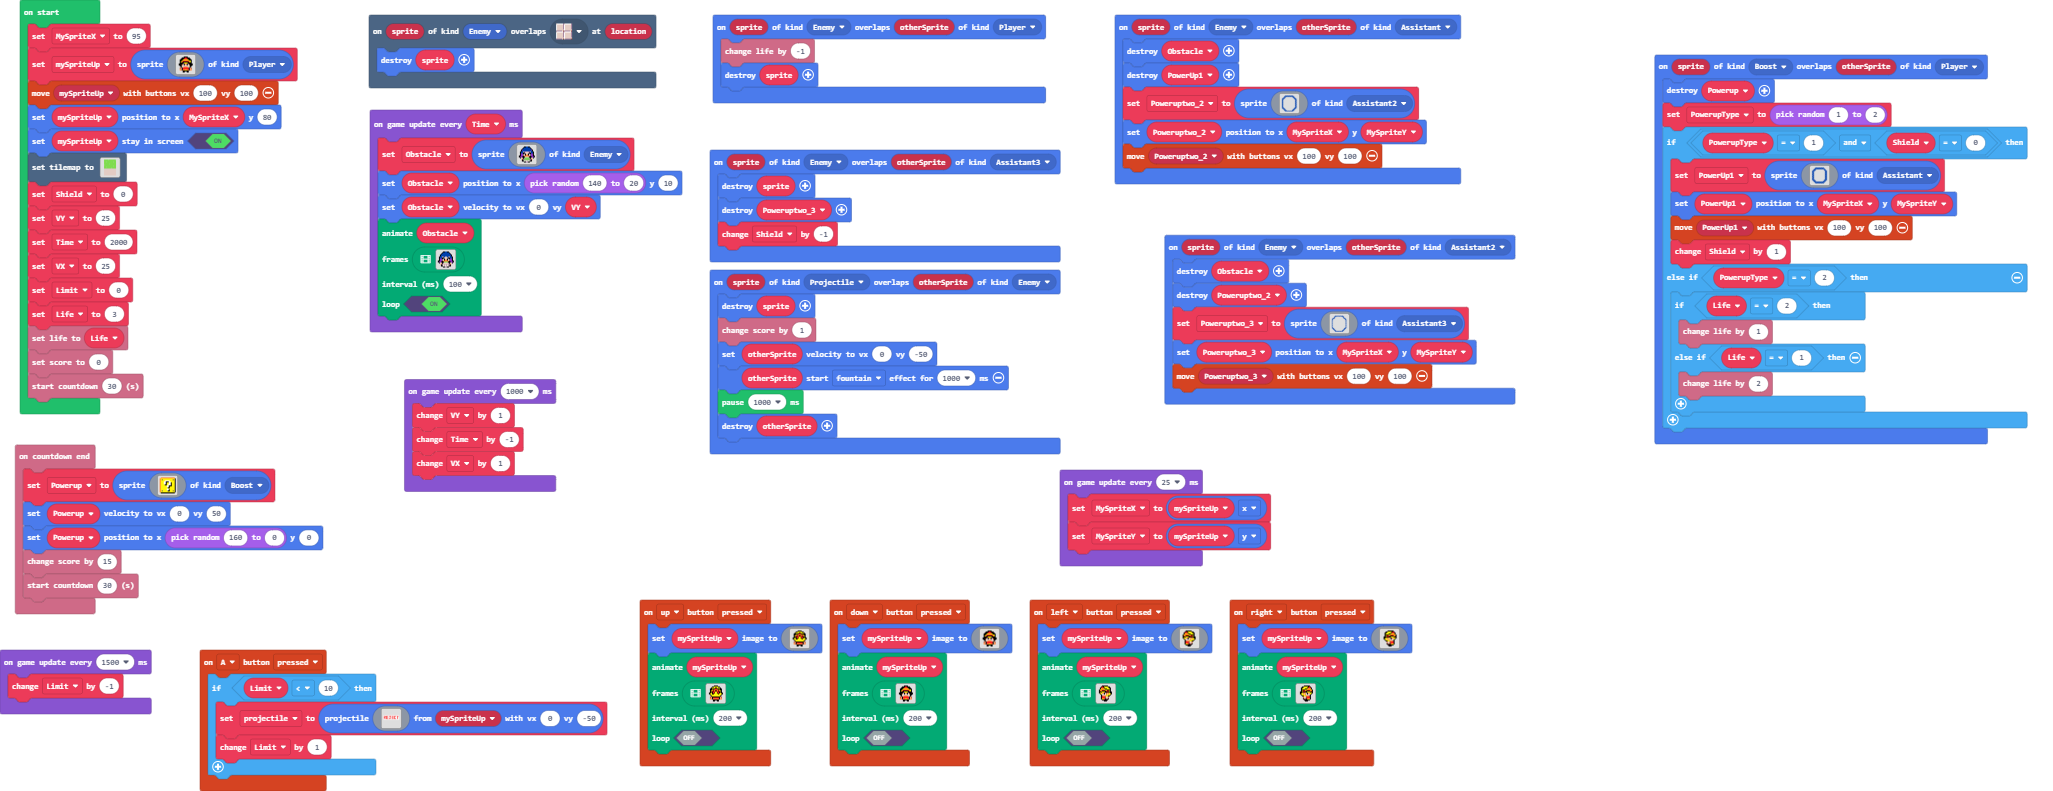 on start
set MySpriteX to 95
set mySpriteUp to sprite of kind Player
move mySpriteUp with buttons vx 100 vy 100
set mySpriteUp position to x MySpriteX y 80
set mySpriteUp stay in screen ON
set tilemap to
set Shield to 0
set VY to 25
set Time to 2000
set VX to 25
set Limit to 0
set Life to 3
set life to Life
set score to 0
start countdown 30 (s)
on countdown end
set Powerup to sprite of kind Boost
set Powerup velocity to vx 0 vy 50
set Powerup position to x pick random 160 to 0 y 0
change score by 15
start countdown 30 (s)
on game update every 1500 ms
change Limit by -1
on A button pressed
if Limit < 10 then
set projectile to projectile from mySpriteUp with vx 0 vy -50
change Limit by 1
on sprite of kind Enemy overlaps at location
destroy sprite
on game update every Time ms
set Obstacle to sprite of kind Enemy
set Obstacle position to x pick random 140 to 20 y 10
set Obstacle velocity to vx 0 vy VY
animate Obstacle
frames
interval (ms) 100
loop ON
on game update every 1000 ms
change VY by 1
change Time by -1
change VX by 1
on sprite of kind Enemy overlaps otherSprite of kind Player
change life by -1
destroy sprite
on sprite of kind Enemy overlaps otherSprite of kind Assistant3
destroy sprite
destroy Poweruptwo_3
change Shield by -1
on sprite of kind Projectile overlaps otherSprite of kind Enemy
destroy sprite
change score by 1
set otherSprite velocity to vx 0 vy -50
otherSprite start fountain effect for 1000 ms
pause 1000 ms
destroy otherSprite
on sprite of kind Enemy overlaps otherSprite of kind Assistant
destroy Obstacle
destroy PowerUp1
set Poweruptwo_2 to sprite of kind Assistant2
set Poweruptwo_2 position to x MySpriteX y MySpriteY
move Poweruptwo_2 with buttons vx 100 vy 100
on sprite of kind Enemy overlaps otherSprite of kind Assistant2
destroy Obstacle
destroy Poweruptwo_2
set Poweruptwo_3 to sprite of kind Assistant3
set Poweruptwo_3 position to x MySpriteX y MySpriteY
move Poweruptwo_3 with buttons vx 100 vy 100
on game update every 25 ms
set MySpriteX to mySpriteUp x
set MySpriteY to mySpriteUp y
on sprite of kind Boost overlaps otherSprite of kind Player
destroy Powerup
set PowerupType to pick random 1 to 2
if PowerupType = 1 and Shield = 0 then
set PowerUp1 to sprite of kind Assistant
set PowerUp1 position to x MySpriteX y MySpriteY
move PowerUp1 with buttons vx 100 vy 100
change Shield by 1
else if PowerupType = 2 then
if Life = 2 then
change life by 1
else if Life = 1 then
change life by 2
on up button pressed
set mySpriteUp image to
animate mySpriteUp
frames
interval (ms) 200
loop OFF
on down button pressed
set mySpriteUp image to
animate mySpriteUp
frames
interval (ms) 200
loop OFF
on left button pressed
set mySpriteUp image to
animate mySpriteUp
frames
interval (ms) 200
loop OFF
on right button pressed
set mySpriteUp image to
animate mySpriteUp
frames
interval (ms) 200
loop OFF